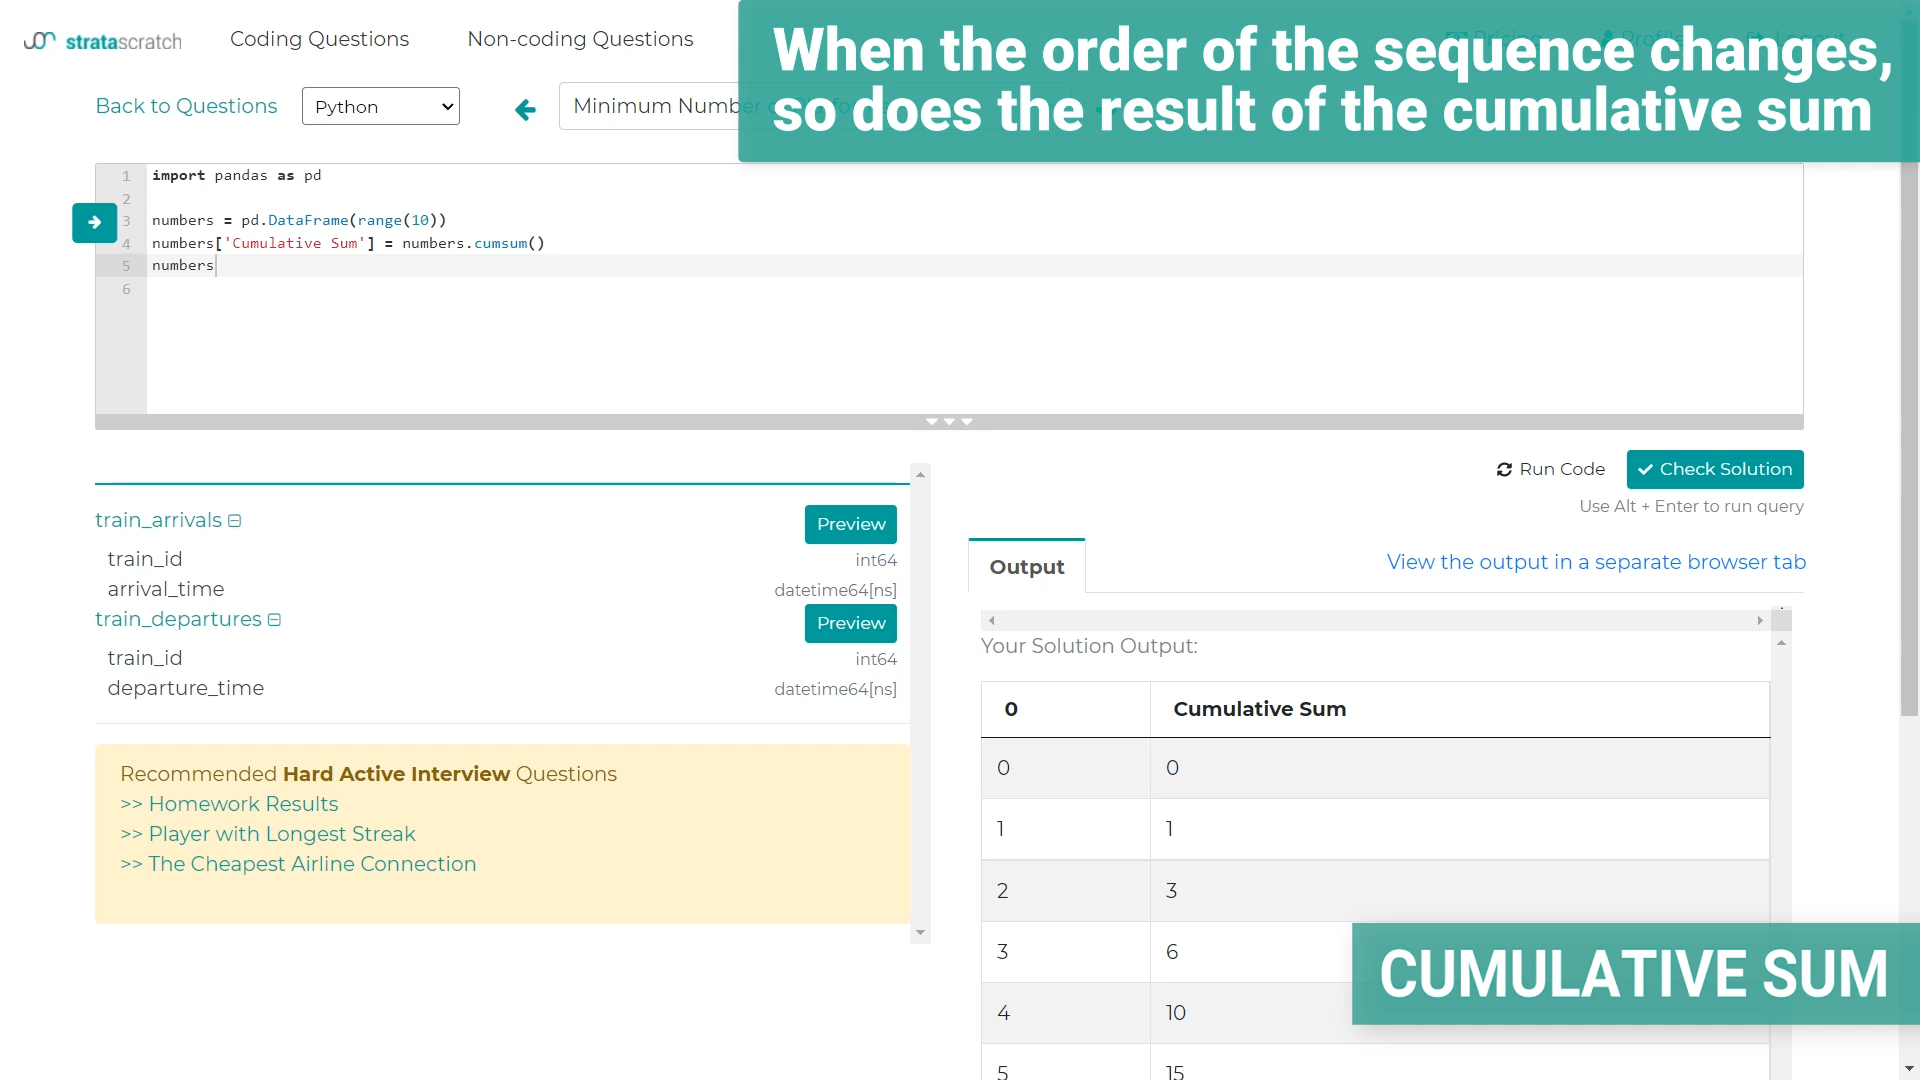 stratascratch
Coding Questions
Non-coding Questions
When the order of the sequence changes,
so does the result of the cumulative sum
Back to Questions
Python
Minimum Number
1 import pandas as pd
2
3 numbers = pd.DataFrame(range(10))
4 numbers['Cumulative Sum'] = numbers.cumsum()
5 numbers
6
Run Code
Check Solution
Use Alt + Enter to run query
train_arrivals
Preview
train_id int64
arrival_time datetime64[ns]
train_departures
Preview
train_id int64
departure_time datetime64[ns]
Recommended Hard Active Interview Questions
>> Homework Results
>> Player with Longest Streak
>> The Cheapest Airline Connection
Output
View the output in a separate browser tab
Your Solution Output:
0 Cumulative Sum
0 0
1 1
2 3
3 6
4 10
5 15
CUMULATIVE SUM